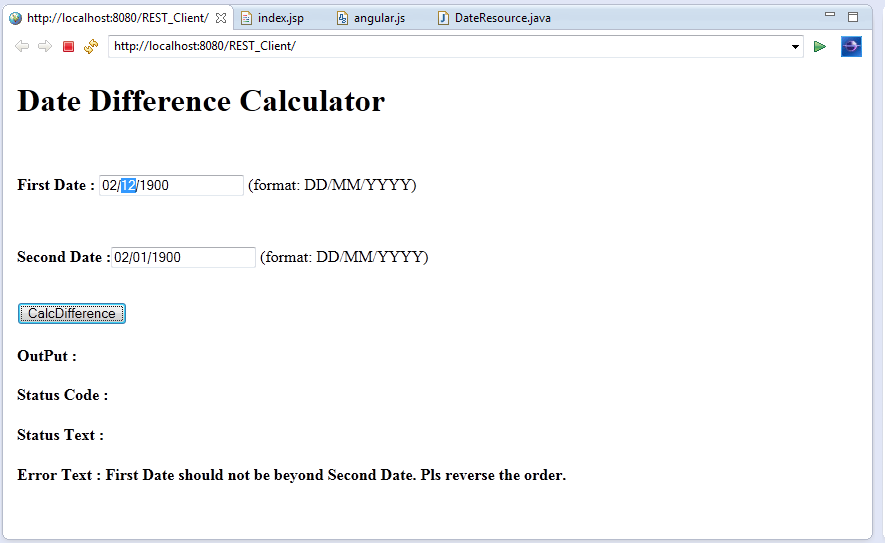 http://localhost:8080/REST_Client/ index.jsp angular.js DateResource.java
http://localhost:8080/REST_Client/
Date Difference Calculator
First Date : 02/12/1900 (format: DD/MM/YYYY)
Second Date : 02/01/1900 (format: DD/MM/YYYY)
CalcDifference
OutPut :
Status Code :
Status Text :
Error Text : First Date should not be beyond Second Date. Pls reverse the order.